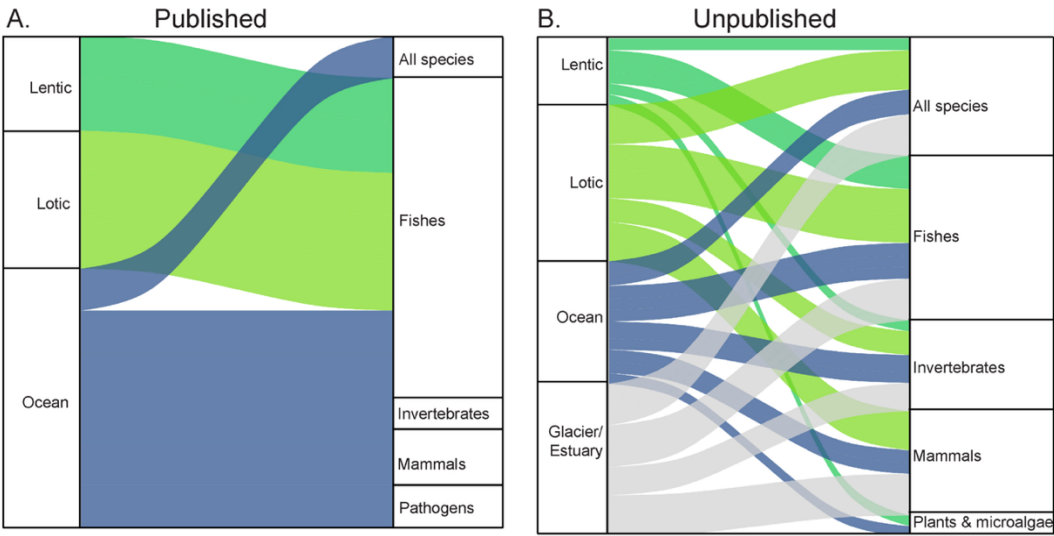 A. Published
Lentic
Lotic
Ocean
All species
Fishes
Invertebrates
Mammals
Pathogens
B. Unpublished
Lentic
Lotic
Ocean
Glacier/
Estuary
All species
Fishes
Invertebrates
Mammals
Plants & microalgae